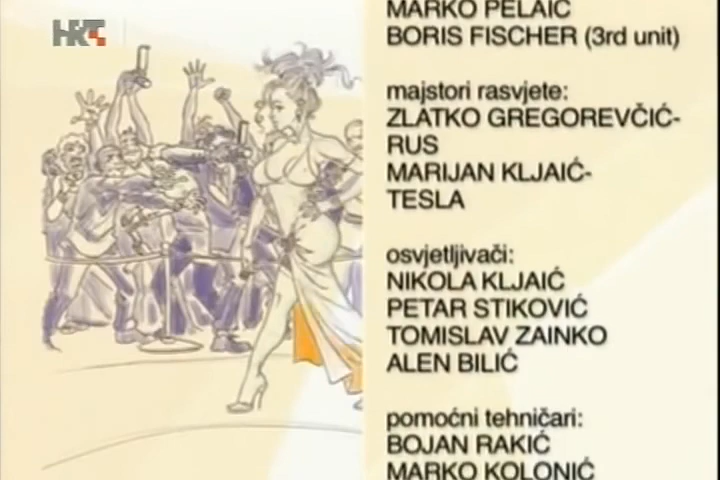 HRT
MARKO PELAIĆ
BORIS FISCHER (3rd unit)
majstori rasvjete:
ZLATKO GREGOREVČIĆ-
RUS
MARIJAN KLJAIĆ-
TESLA
osvjetljivači:
NIKOLA KLJAIĆ
PETAR STIKOVIĆ
TOMISLAV ZAINKO
ALEN BILIĆ
pomoćni tehničari:
BOJAN RAKIĆ
MARKO KOLONIĆ